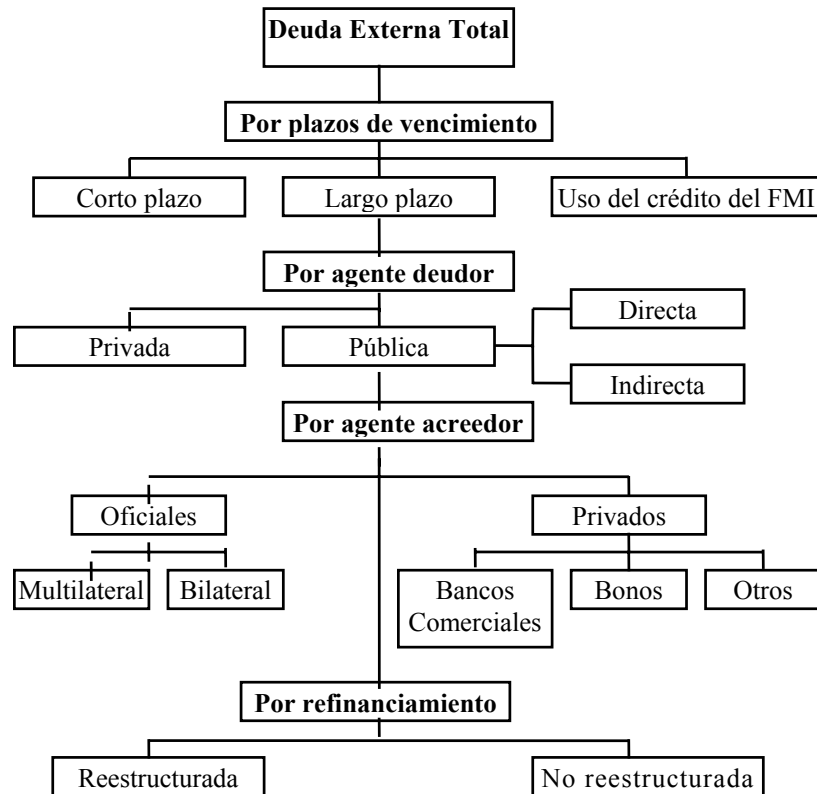 Deuda Externa Total
Por plazos de vencimiento
Corto plazo
Largo plazo
Uso del crédito del FMI
Por agente deudor
Directa
Privada
Pública
Indirecta
Por agente acreedor
Oficiales
Privados
Multilateral
Bilateral
Bancos
Comerciales
Bonos
Otros
Por refinanciamiento
Reestructurada
No reestructurada